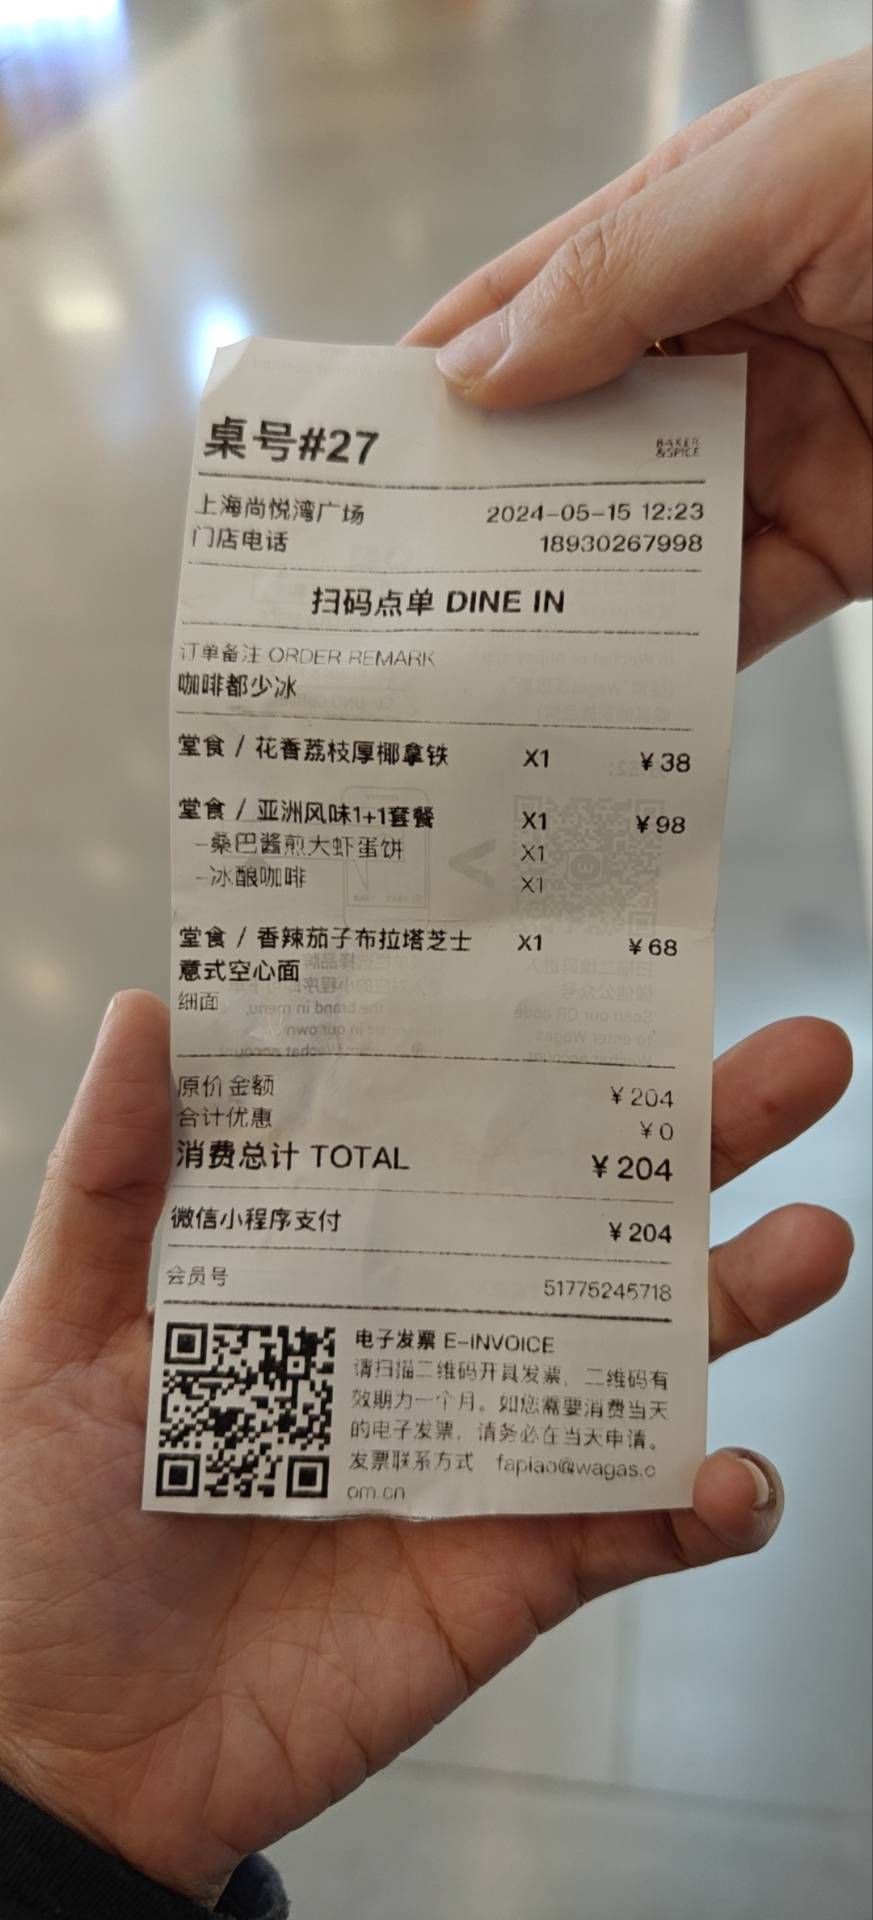 桌号#27
BAKER
&SPICE
上海尚悦湾广场 2024-05-15 12:23
门店电话 18930267998
扫码点单 DINE IN
订单备注 ORDER REMARK
咖啡都少冰
堂食 / 花香荔枝厚椰拿铁 X1 ¥38
堂食 / 亚洲风味1+1套餐 X1 ¥98
-桑巴酱煎大虾蛋饼 X1
-冰酿咖啡 X1
堂食 / 香辣茄子布拉塔芝士 X1 ¥68
意式空心面
细面
原价金额 ¥204
合计优惠 ¥0
消费总计 TOTAL ¥204
微信小程序支付 ¥204
会员号 51775245718
电子发票 E-INVOICE
请扫描二维码开具发票，二维码有
效期为一个月。如您需要消费当天
的电子发票，请务必在当天申请。
发票联系方式 fapiao@wagas.c
om.cn